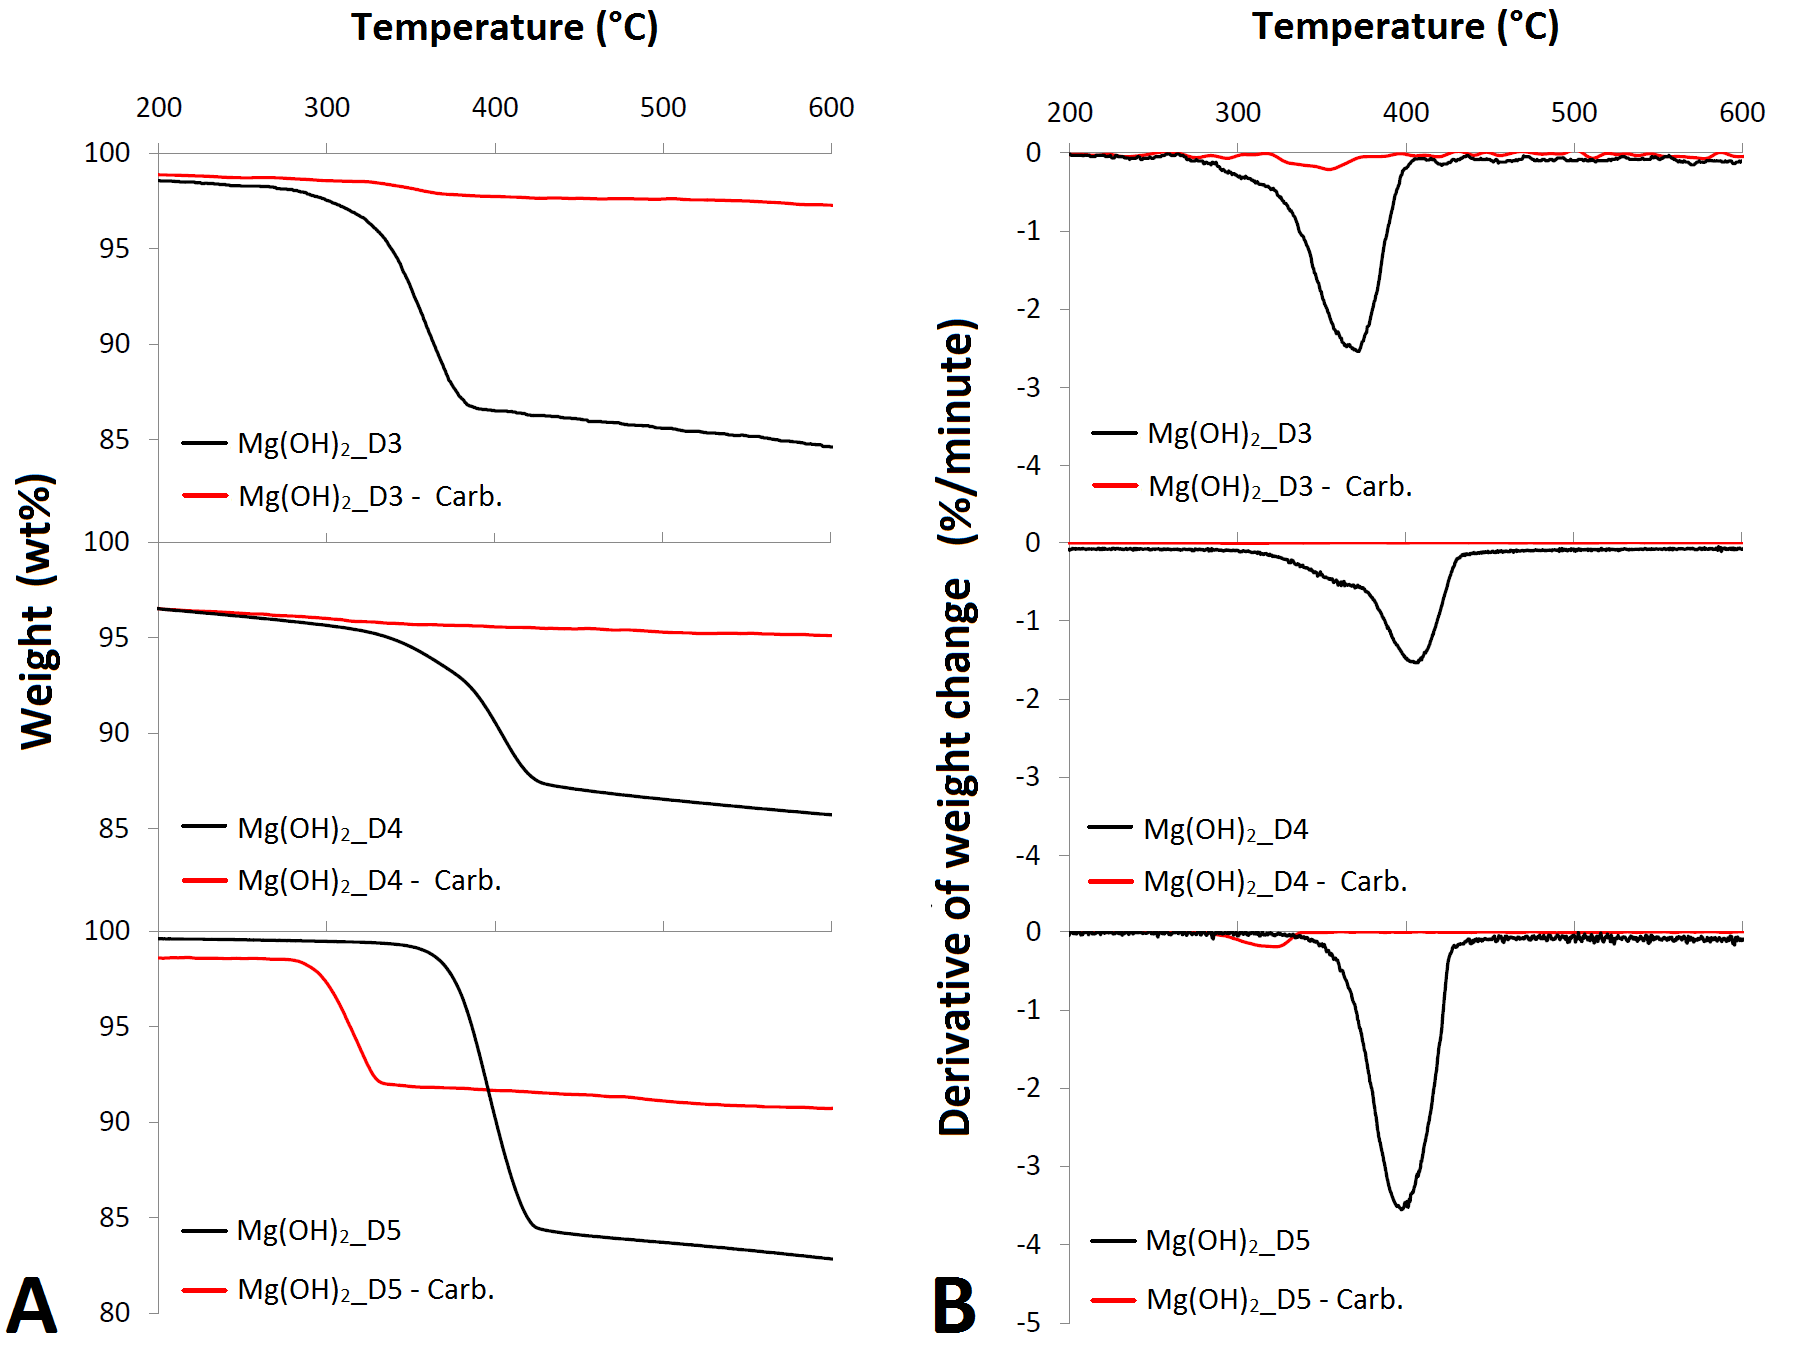 Temperature (°C)
200 300 400 500 600
Weight (wt%)
100
95
90
85
Mg(OH)₂_D3
Mg(OH)₂_D3 - Carb.
100
95
90
85
Mg(OH)₂_D4
Mg(OH)₂_D4 - Carb.
100
95
90
85
80
Mg(OH)₂_D5
Mg(OH)₂_D5 - Carb.
A
Temperature (°C)
200 300 400 500 600
Derivative of weight change (%/minute)
0
-1
-2
-3
-4
Mg(OH)₂_D3
Mg(OH)₂_D3 - Carb.
0
-1
-2
-3
-4
Mg(OH)₂_D4
Mg(OH)₂_D4 - Carb.
0
-1
-2
-3
-4
-5
Mg(OH)₂_D5
Mg(OH)₂_D5 - Carb.
B